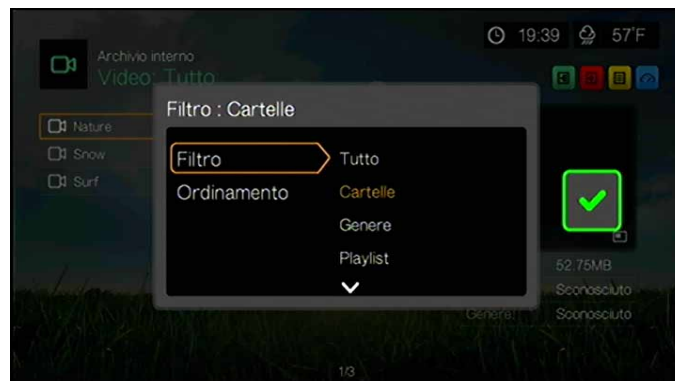 19:39 57°F
Archivio interno
Video: Tutto
Filtro : Cartelle
Nature
Snow
Surf
Filtro
Ordinamento
Tutto
Cartelle
Genere
Playlist
52.75MB
Sconosciuto
Genere: Sconosciuto
1/3